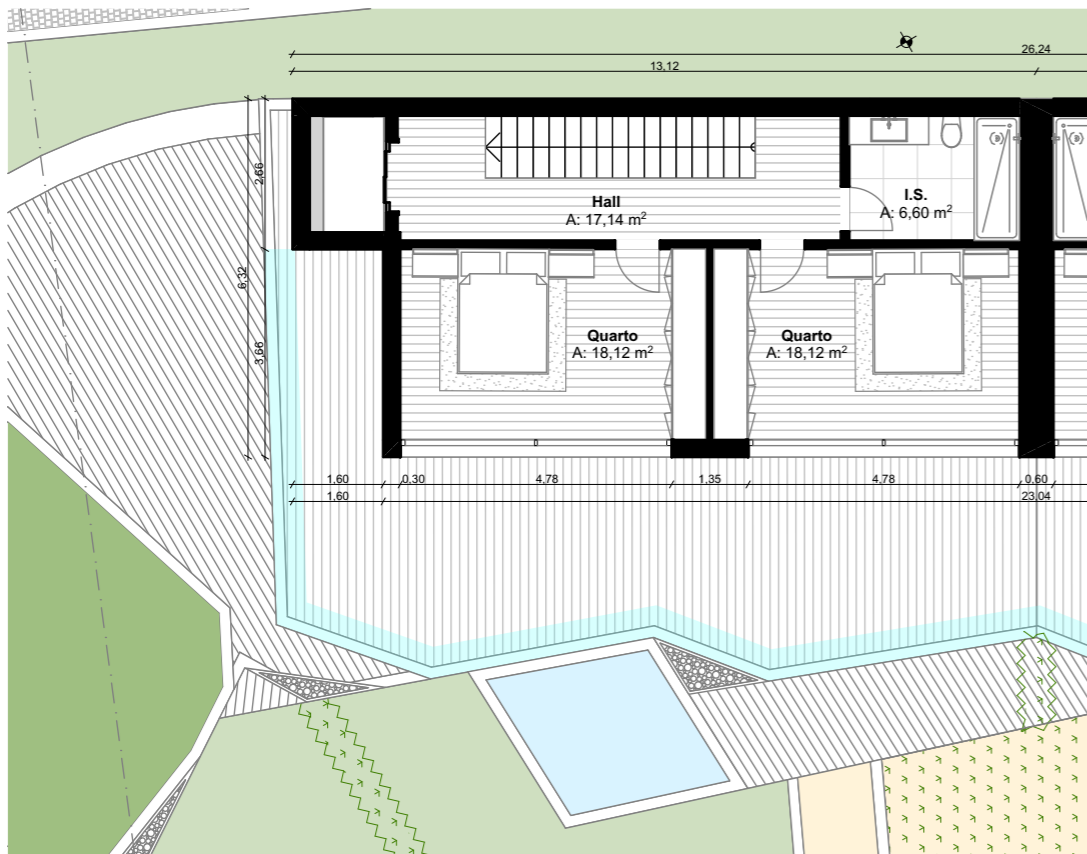 26,24
13,12
2,66
6,32
3,66
Hall
A: 17,14 m²
I.S.
A: 6,60 m²
Quarto
A: 18,12 m²
Quarto
A: 18,12 m²
1,60
0,30
4,78
1,35
4,78
0,60
1,60
23,04